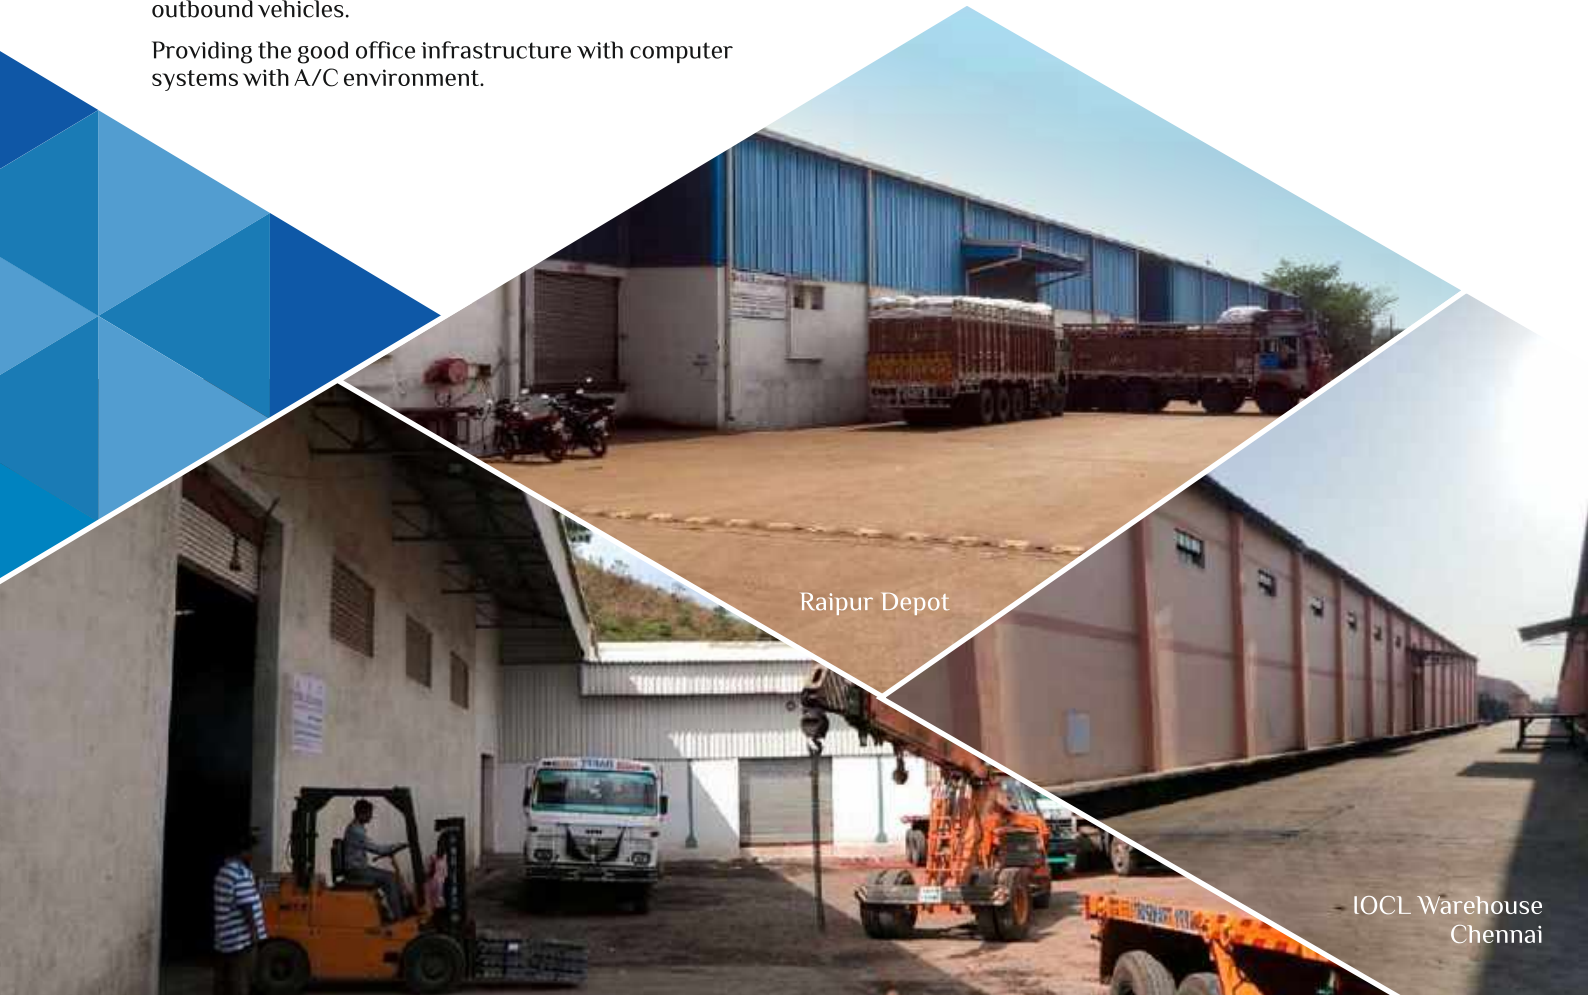 outbound vehicles.
Providing the good office infrastructure with computer
systems with A/C environment.
Raipur Depot
IOCL Warehouse
Chennai